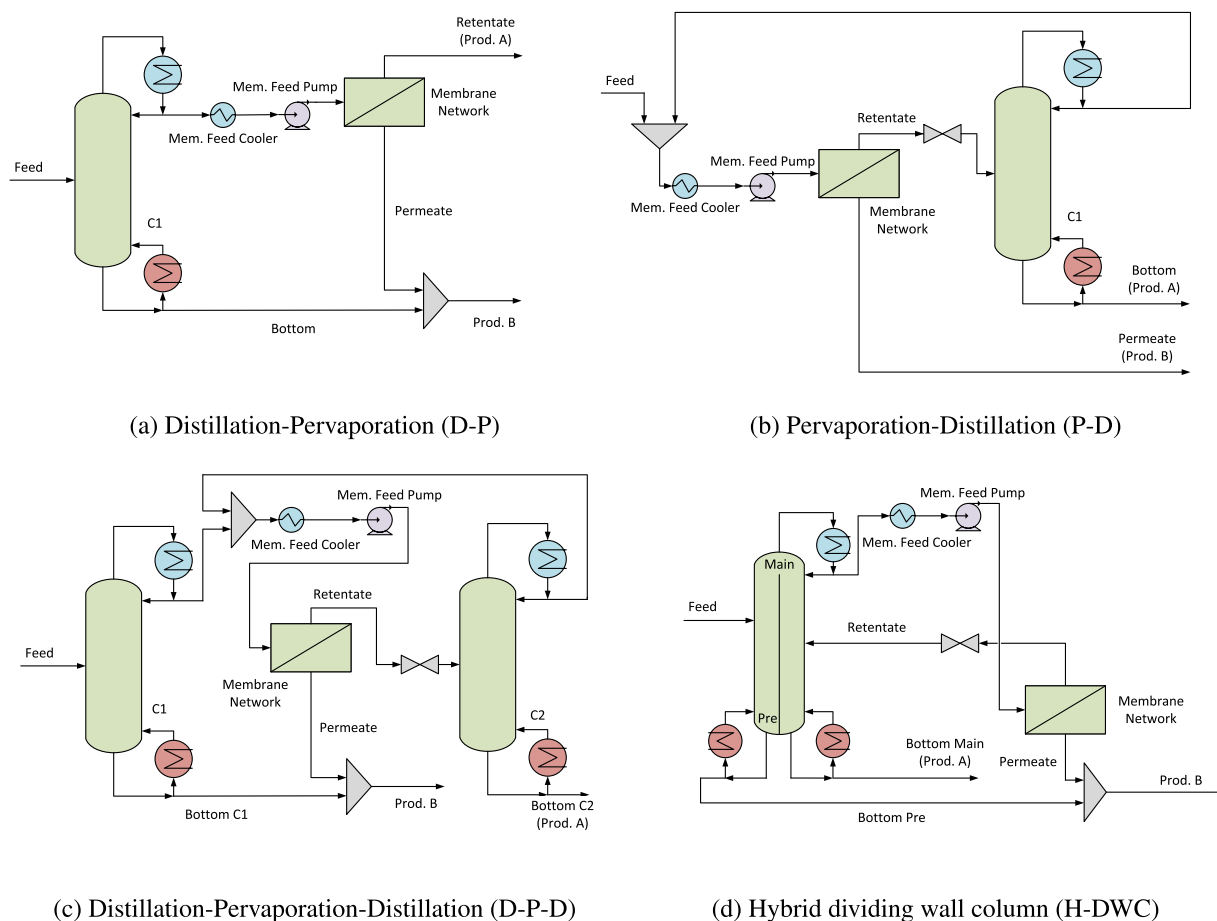 Retentate
(Prod. A)
Mem. Feed Pump
Membrane
Network
Mem. Feed Cooler
Feed
Permeate
C1
Bottom
Prod. B
(a) Distillation-Pervaporation (D-P)
Feed
Retentate
Mem. Feed Pump
Mem. Feed Cooler
Membrane
Network
C1
Bottom
(Prod. A)
Permeate
(Prod. B)
(b) Pervaporation-Distillation (P-D)
Mem. Feed Pump
Mem. Feed Cooler
Retentate
Feed
Membrane
Network
C1
C2
Permeate
Prod. B
Bottom C1
Bottom C2
(Prod. A)
(c) Distillation-Pervaporation-Distillation (D-P-D)
Mem. Feed Pump
Mem. Feed Cooler
Main
Feed
Retentate
Membrane
Network
Pre
Bottom Main
(Prod. A)
Permeate
Prod. B
Bottom Pre
(d) Hybrid dividing wall column (H-DWC)